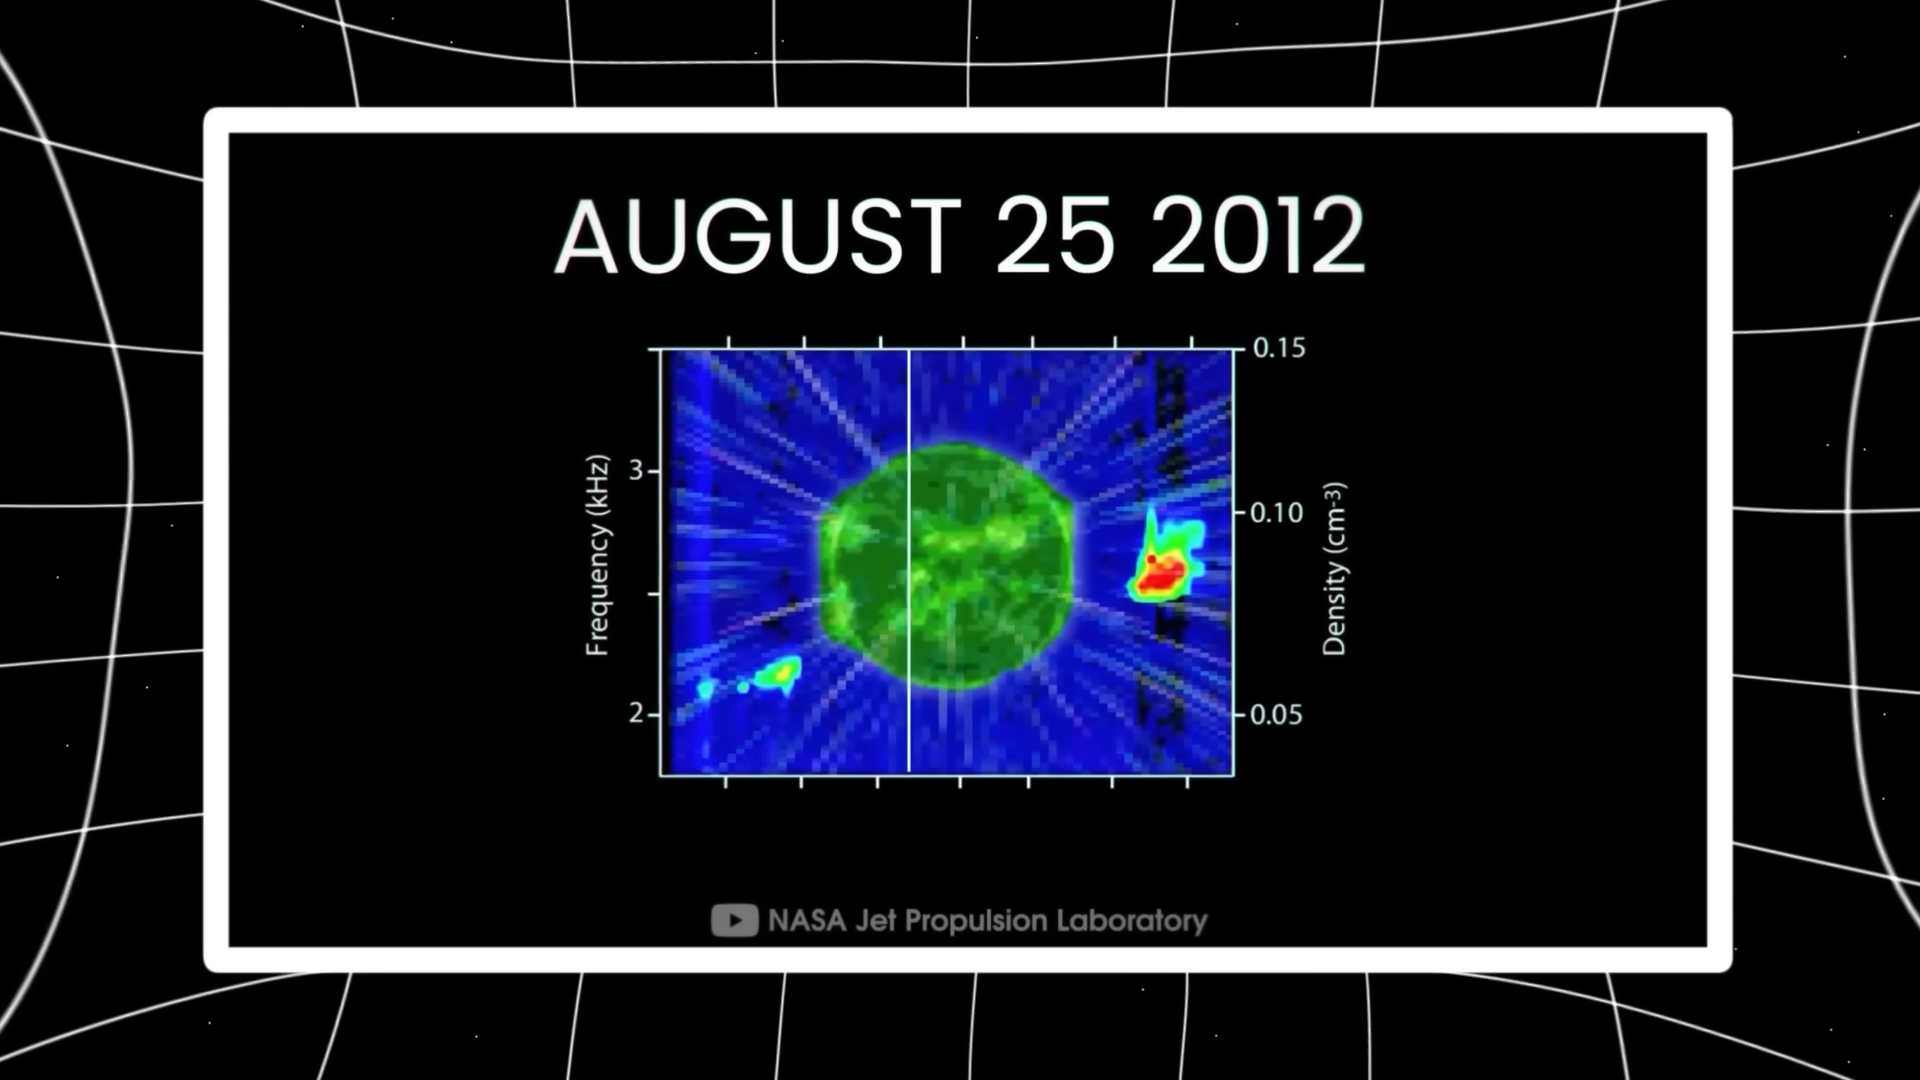 AUGUST 25 2012
0.15
3
0.10
Frequency (kHz)
Density (cm-3)
2
0.05
NASA Jet Propulsion Laboratory